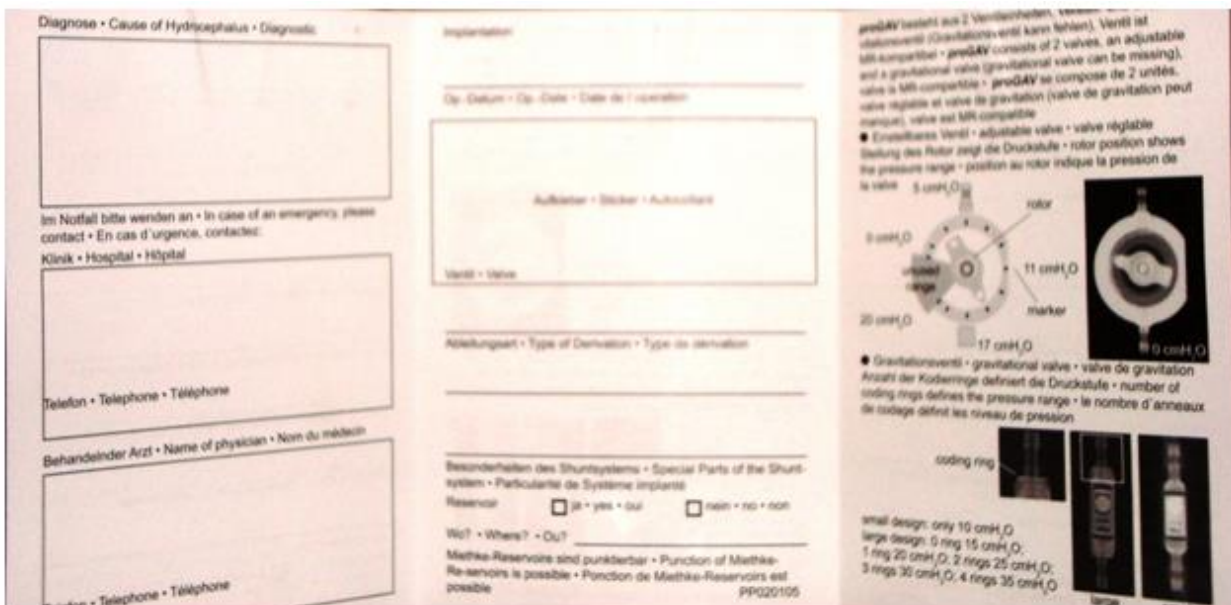 Diagnose • Cause of Hydrocephalus • Diagnostic
Im Notfall bitte wenden an • In case of an emergency, please
contact • En cas d´urgence, contactez:
Klinik • Hospital • Hôpital
Telefon • Telephone • Téléphone
Behandelnder Arzt • Name of physician • Nom du médecin
Telefon • Telephone • Téléphone
Implantation
Op.-Datum • Op.-Date • Date de l´operation
Aufkleber • Sticker • Autocollant
Ventil • Valve
Ableitungsart • Type of Derivation • Type de dérivation
Besonderheiten des Shuntsystems • Special Parts of the Shunt-
system • Particularité de Système implanté
Reservoir ja • yes • oui nein • no • non
Wo? • Where? • Ou?
Miethke-Reservoirs sind punktierbar • Punction of Miethke-
Re-servoirs is possible • Ponction de Miethke-Reservoirs est
possible PP020105
proGAV besteht aus 2 Ventileinheiten,
(Gravitationsventil kann fehlen). Ventil ist
MR-kompartibel • proGAV consists of 2 valves, an adjustable
and a gravitational valve (gravitational valve can be missing),
valve is MR-compartible • proGAV se compose de 2 unités,
valve réglable et valve de gravitation (valve de gravitation peut
manque), valve est MR compatible
● Einstellbares Ventil • adjustable valve • valve réglable
Stellung des Rotor zeigt die Druckstufe • rotor position shows
the pressure range • position au rotor indique la pression de
la valve
5 cmH₂O
rotor
0 cmH₂O
unused
range
11 cmH₂O
marker
20 cmH₂O
17 cmH₂O
0 cmH₂O
● Gravitationsventil • gravitational valve • valve de gravitation
Anzahl der Kodierringe definiert die Druckstufe • number of
coding rings defines the pressure range • le nombre d´anneaux
de codage définit les niveau de pression
coding ring
small design: only 10 cmH₂O
large design: 0 ring 15 cmH₂O;
1 ring 20 cmH₂O; 2 rings 25 cmH₂O;
3 rings 30 cmH₂O; 4 rings 35 cmH₂O
large